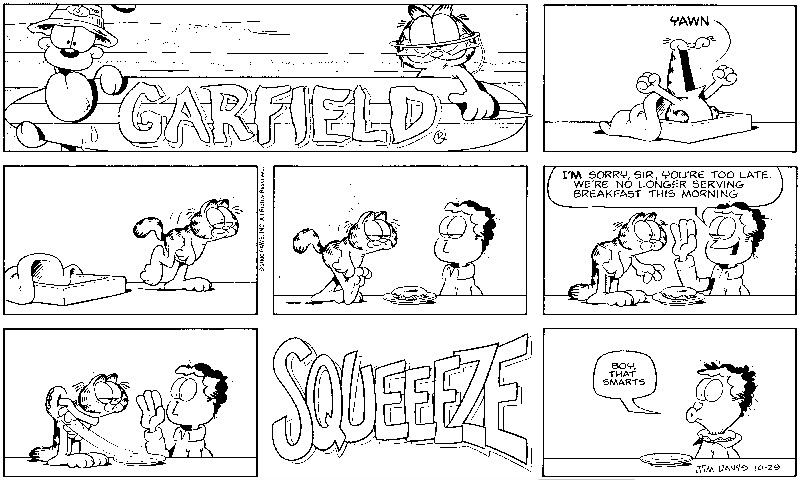 GARFIELD
YAWN
I'M SORRY, SIR, YOU'RE TOO LATE.
WE'RE NO LONGER SERVING
BREAKFAST THIS MORNING
SQUEEEZE
BOY,
THAT
SMARTS
JIM DAVIS 10-29